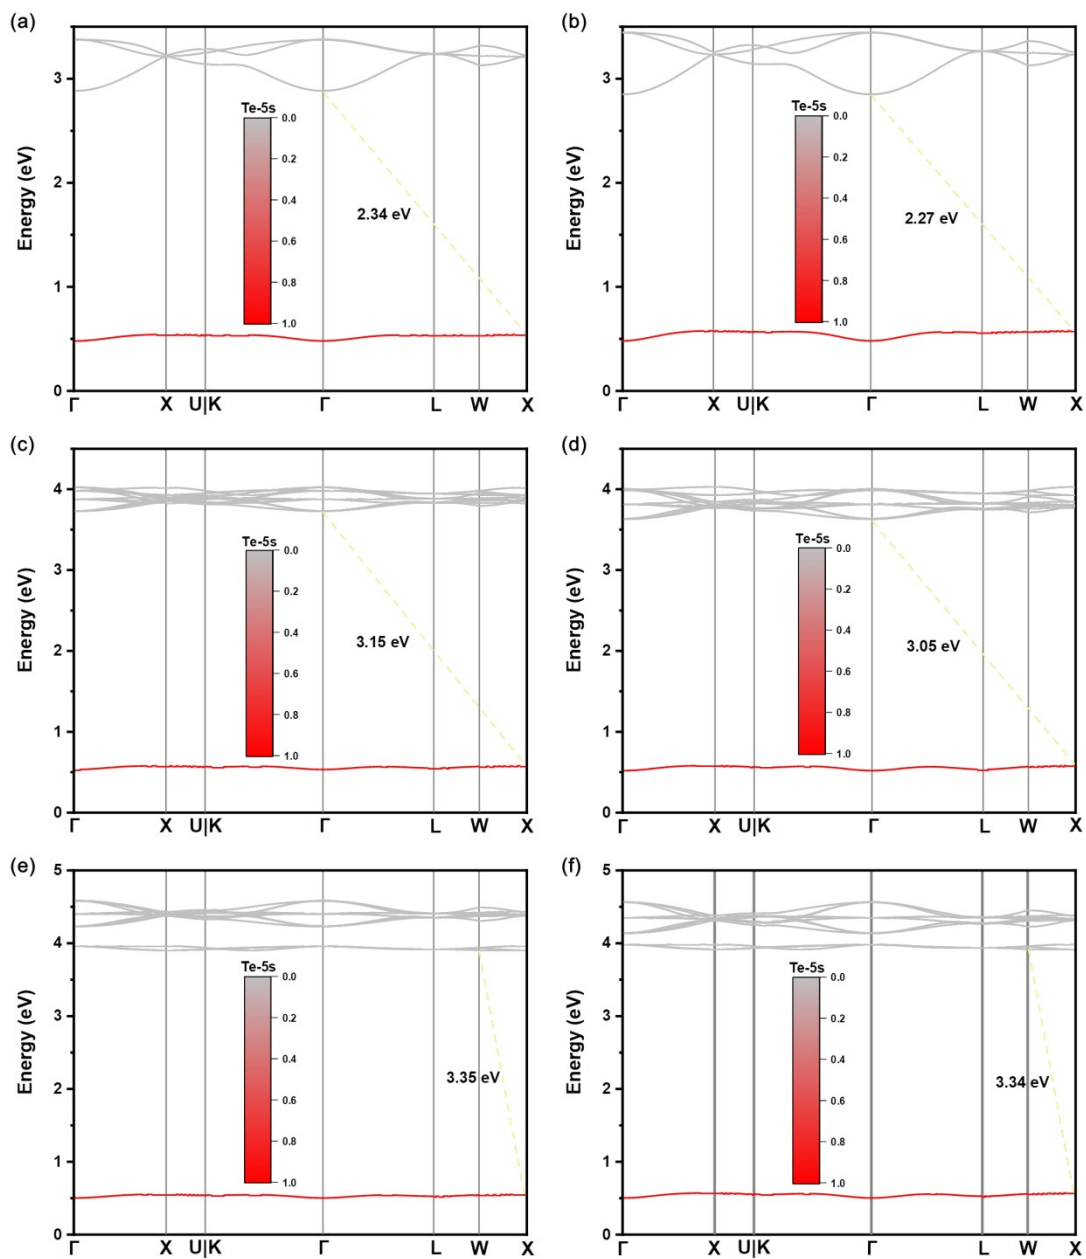 (a)
Energy (eV)
3
2
1
0
Te-5s
0.0
0.2
0.4
0.6
0.8
1.0
2.34 eV
Γ X U|K Γ L W X
(b)
Energy (eV)
3
2
1
0
Te-5s
0.0
0.2
0.4
0.6
0.8
1.0
2.27 eV
Γ X U|K Γ L W X
(c)
Energy (eV)
4
3
2
1
0
Te-5s
0.0
0.2
0.4
0.6
0.8
1.0
3.15 eV
Γ X U|K Γ L W X
(d)
Energy (eV)
4
3
2
1
0
Te-5s
0.0
0.2
0.4
0.6
0.8
1.0
3.05 eV
Γ X U|K Γ L W X
(e)
Energy (eV)
5
4
3
2
1
0
Te-5s
0.0
0.2
0.4
0.6
0.8
1.0
3.35 eV
Γ X U|K Γ L W X
(f)
Energy (eV)
5
4
3
2
1
0
Te-5s
0.0
0.2
0.4
0.6
0.8
1.0
3.34 eV
Γ X U|K Γ L W X